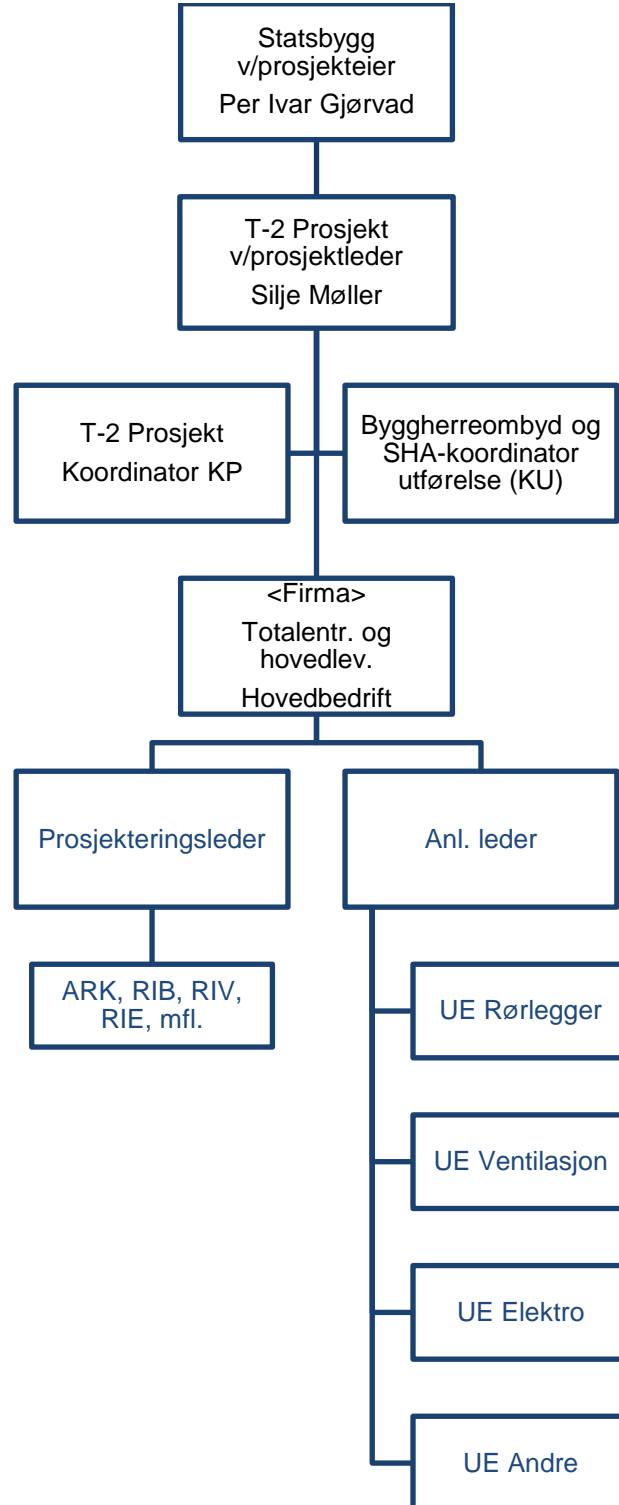 Statsbygg
v/prosjekteier
Per Ivar Gjørvad
T-2 Prosjekt
v/prosjektleder
Silje Møller
T-2 Prosjekt
Koordinator KP
Byggherreombyd og
SHA-koordinator
utførelse (KU)
<Firma>
Totalentr. og
hovedlev.
Hovedbedrift
Prosjekteringsleder
Anl. leder
ARK, RIB, RIV,
RIE, mfl.
UE Rørlegger
UE Ventilasjon
UE Elektro
UE Andre